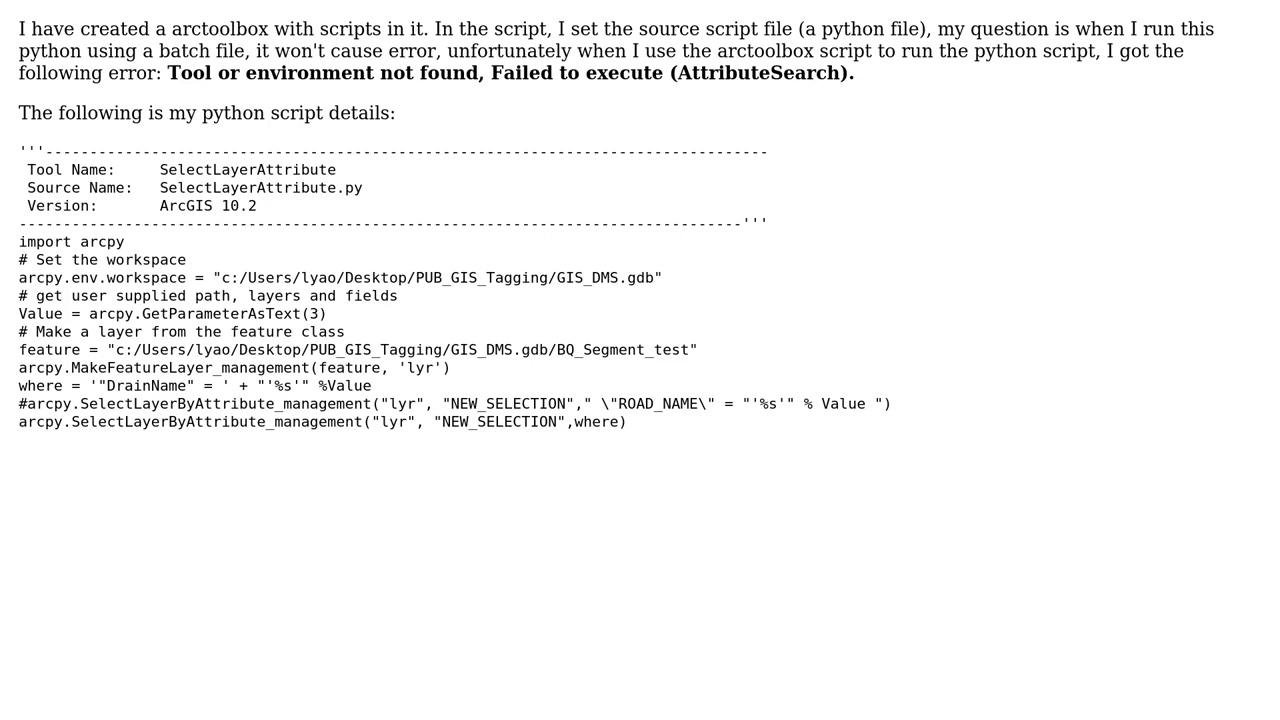 I have created a arctoolbox with scripts in it. In the script, I set the source script file (a python file), my question is when I run this
python using a batch file, it won't cause error, unfortunately when I use the arctoolbox script to run the python script, I got the
following error: Tool or environment not found, Failed to execute (AttributeSearch).
The following is my python script details:
'''----------------------------------------------------------------------------------
 Tool Name:     SelectLayerAttribute
 Source Name:   SelectLayerAttribute.py
 Version:       ArcGIS 10.2
----------------------------------------------------------------------------------'''
import arcpy
# Set the workspace
arcpy.env.workspace = "c:/Users/lyao/Desktop/PUB_GIS_Tagging/GIS_DMS.gdb"
# get user supplied path, layers and fields
Value = arcpy.GetParameterAsText(3)
# Make a layer from the feature class
feature = "c:/Users/lyao/Desktop/PUB_GIS_Tagging/GIS_DMS.gdb/BQ_Segment_test"
arcpy.MakeFeatureLayer_management(feature, 'lyr')
where = '"DrainName" = ' + "'%s'" %Value
#arcpy.SelectLayerByAttribute_management("lyr", "NEW_SELECTION"," \"ROAD_NAME\" = "'%s'" % Value ")
arcpy.SelectLayerByAttribute_management("lyr", "NEW_SELECTION",where)